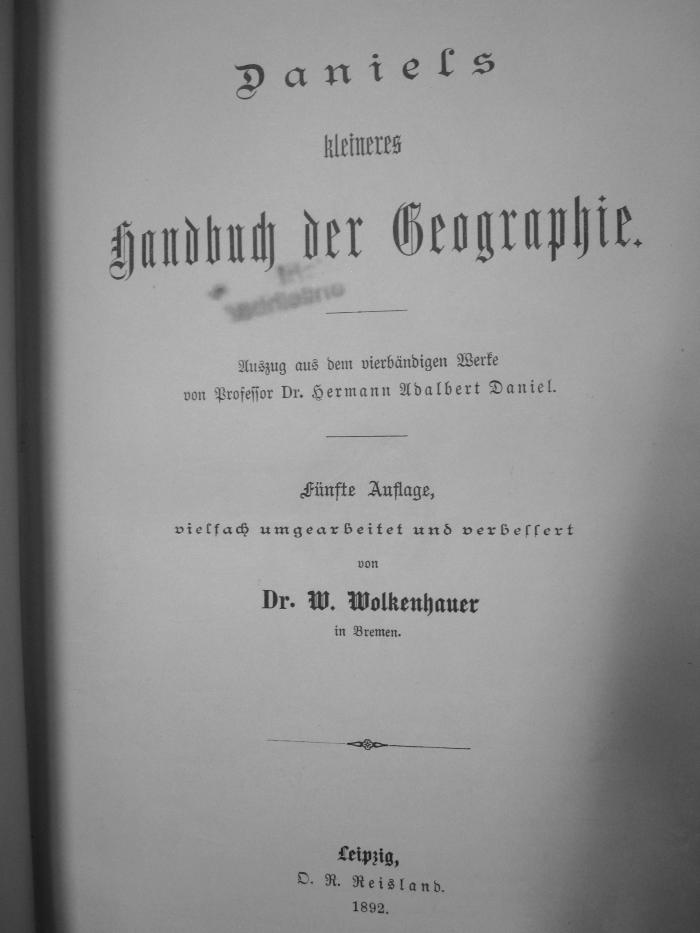 Daniels
kleineres
Handbuch der Geographie.
Auszug aus dem vierbändigen Werke
von Professor Dr. Hermann Adalbert Daniel.
Fünfte Auflage,
vielfach umgearbeitet und verbessert
von
Dr. W. Wolkenhauer
in Bremen.
Leipzig,
O. R. Reisland.
1892.